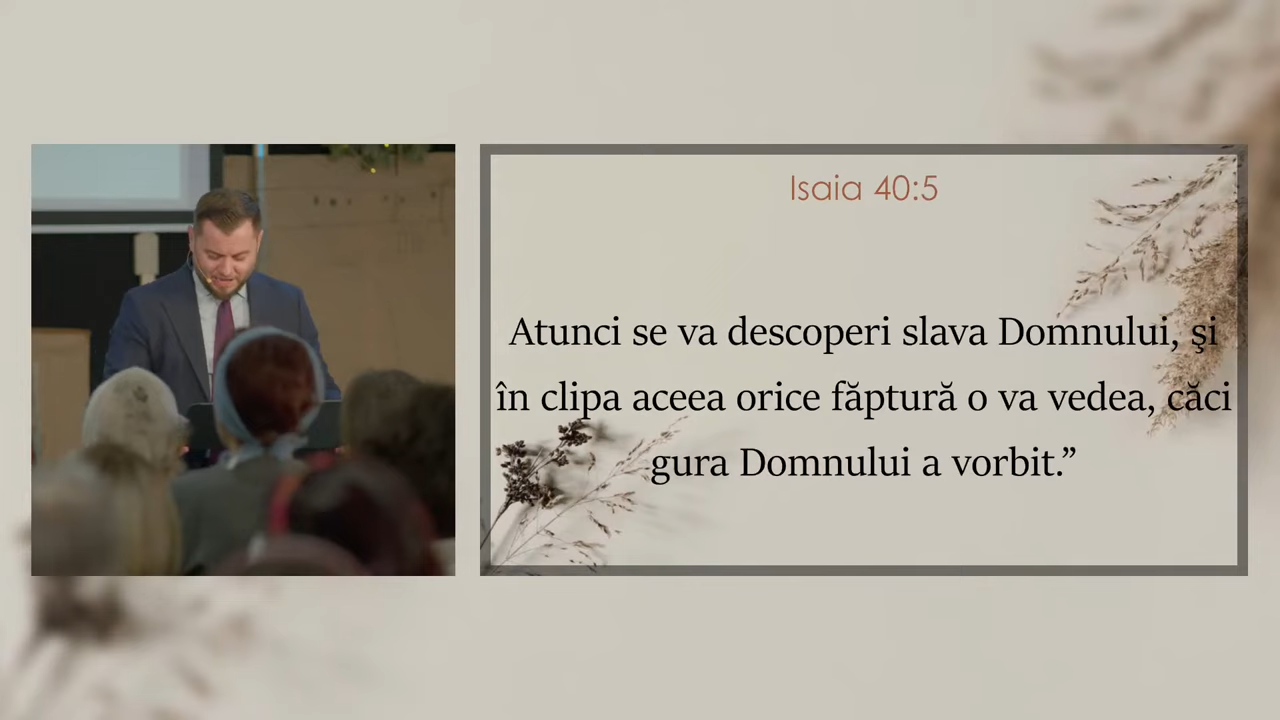 Isaia 40:5
Atunci se va descoperi slava Domnului, şi
în clipa aceea orice făptură o va vedea, căci
gura Domnului a vorbit.”